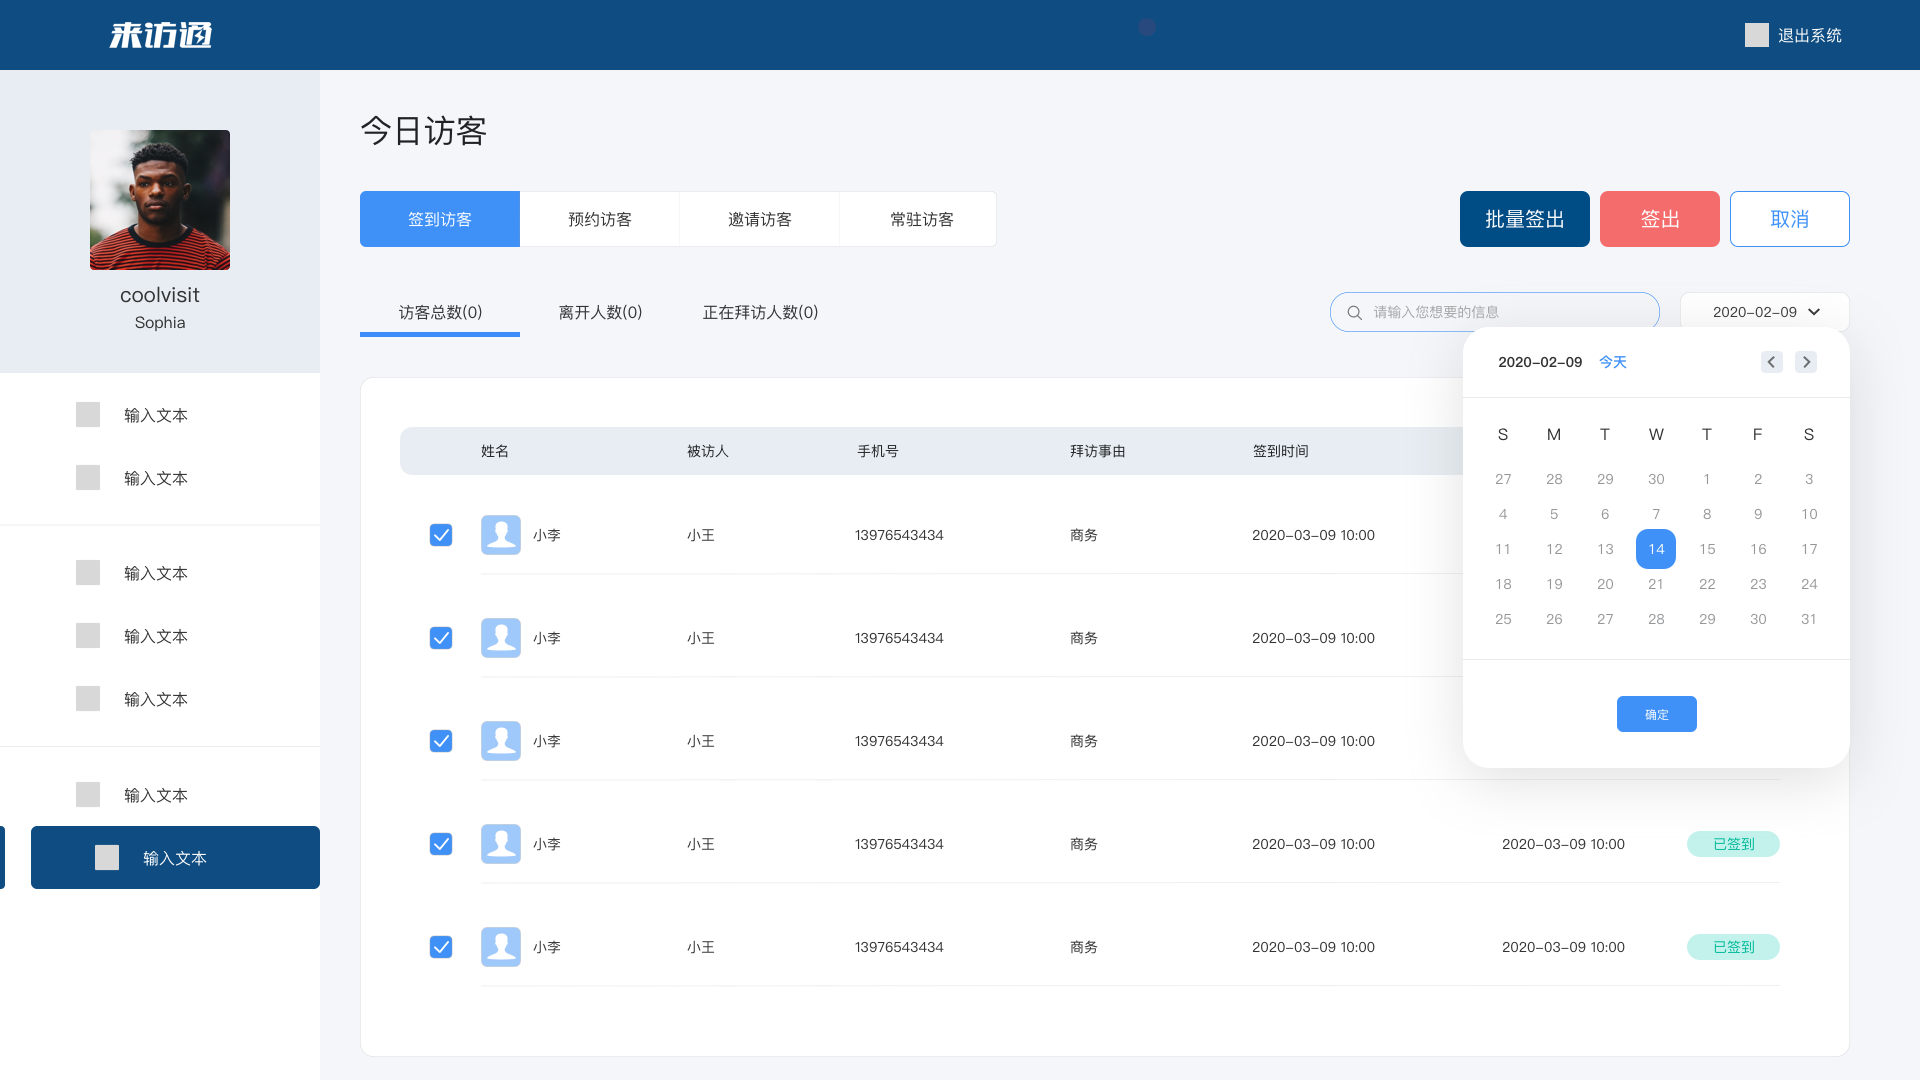 来访通
退出系统
coolvisit
Sophia
输入文本
输入文本
输入文本
输入文本
输入文本
输入文本
输入文本
今日访客
签到访客 预约访客 邀请访客 常驻访客
批量签出 签出 取消
访客总数(0) 离开人数(0) 正在拜访人数(0)
请输入您想要的信息
2020-02-09
姓名 被访人 手机号 拜访事由 签到时间
小李 小王 13976543434 商务 2020-03-09 10:00
小李 小王 13976543434 商务 2020-03-09 10:00
小李 小王 13976543434 商务 2020-03-09 10:00
小李 小王 13976543434 商务 2020-03-09 10:00 2020-03-09 10:00 已签到
小李 小王 13976543434 商务 2020-03-09 10:00 2020-03-09 10:00 已签到
2020-02-09 今天
S M T W T F S
27 28 29 30 1 2 3
4 5 6 7 8 9 10
11 12 13 14 15 16 17
18 19 20 21 22 23 24
25 26 27 28 29 30 31
确定